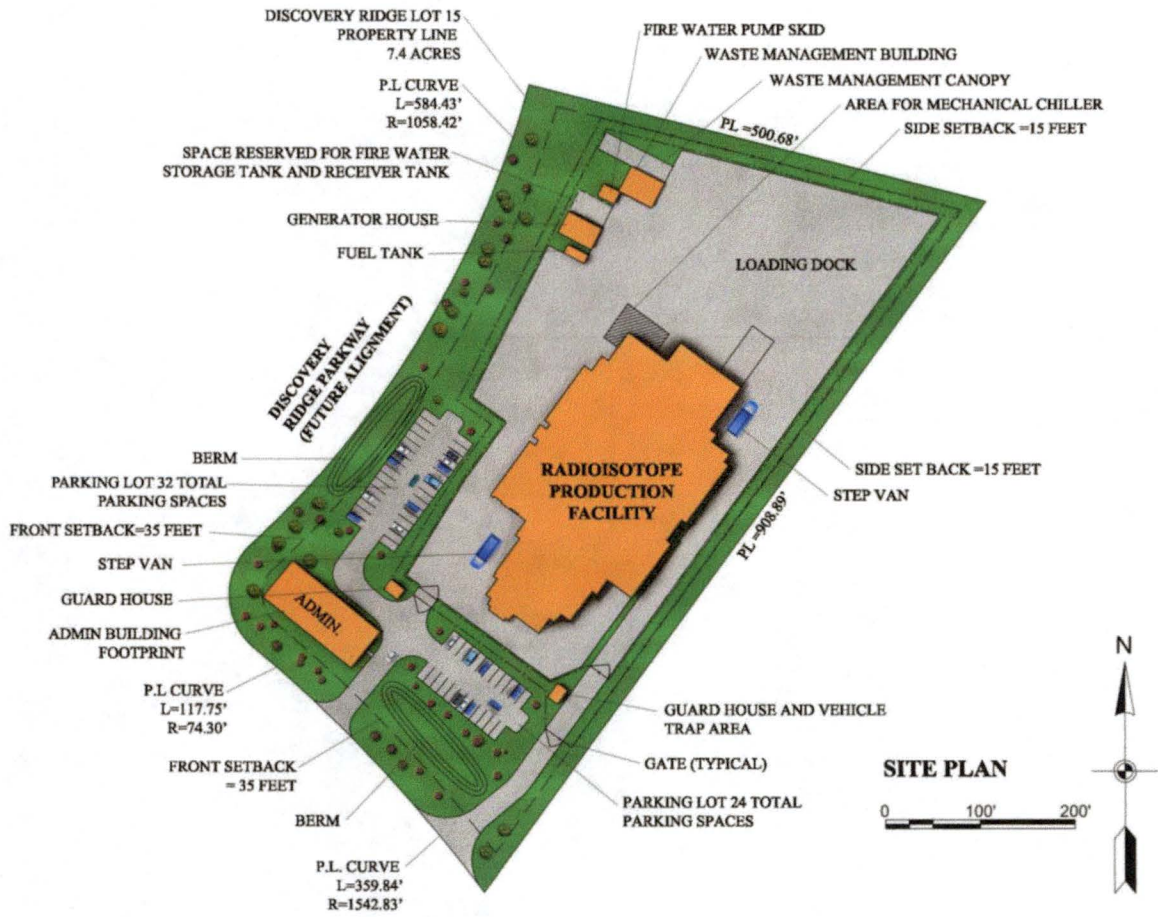 DISCOVERY RIDGE LOT 15
PROPERTY LINE
7.4 ACRES
P.L CURVE
L=584.43'
R=1058.42'
SPACE RESERVED FOR FIRE WATER
STORAGE TANK AND RECEIVER TANK
GENERATOR HOUSE
FUEL TANK
DISCOVERY
RIDGE PARKWAY
(FUTURE ALIGNMENT)
BERM
PARKING LOT 32 TOTAL
PARKING SPACES
FRONT SETBACK=35 FEET
STEP VAN
GUARD HOUSE
ADMIN BUILDING
FOOTPRINT
P.L CURVE
L=117.75'
R=74.30'
FRONT SETBACK
= 35 FEET
BERM
P.L. CURVE
L=359.84'
R=1542.83'
FIRE WATER PUMP SKID
WASTE MANAGEMENT BUILDING
WASTE MANAGEMENT CANOPY
AREA FOR MECHANICAL CHILLER
SIDE SETBACK =15 FEET
PL =500.68'
LOADING DOCK
RADIOISOTOPE
PRODUCTION
FACILITY
ADMIN.
SIDE SET BACK =15 FEET
STEP VAN
PL =908.89'
GUARD HOUSE AND VEHICLE
TRAP AREA
GATE (TYPICAL)
PARKING LOT 24 TOTAL
PARKING SPACES
SITE PLAN
0 100' 200'
N